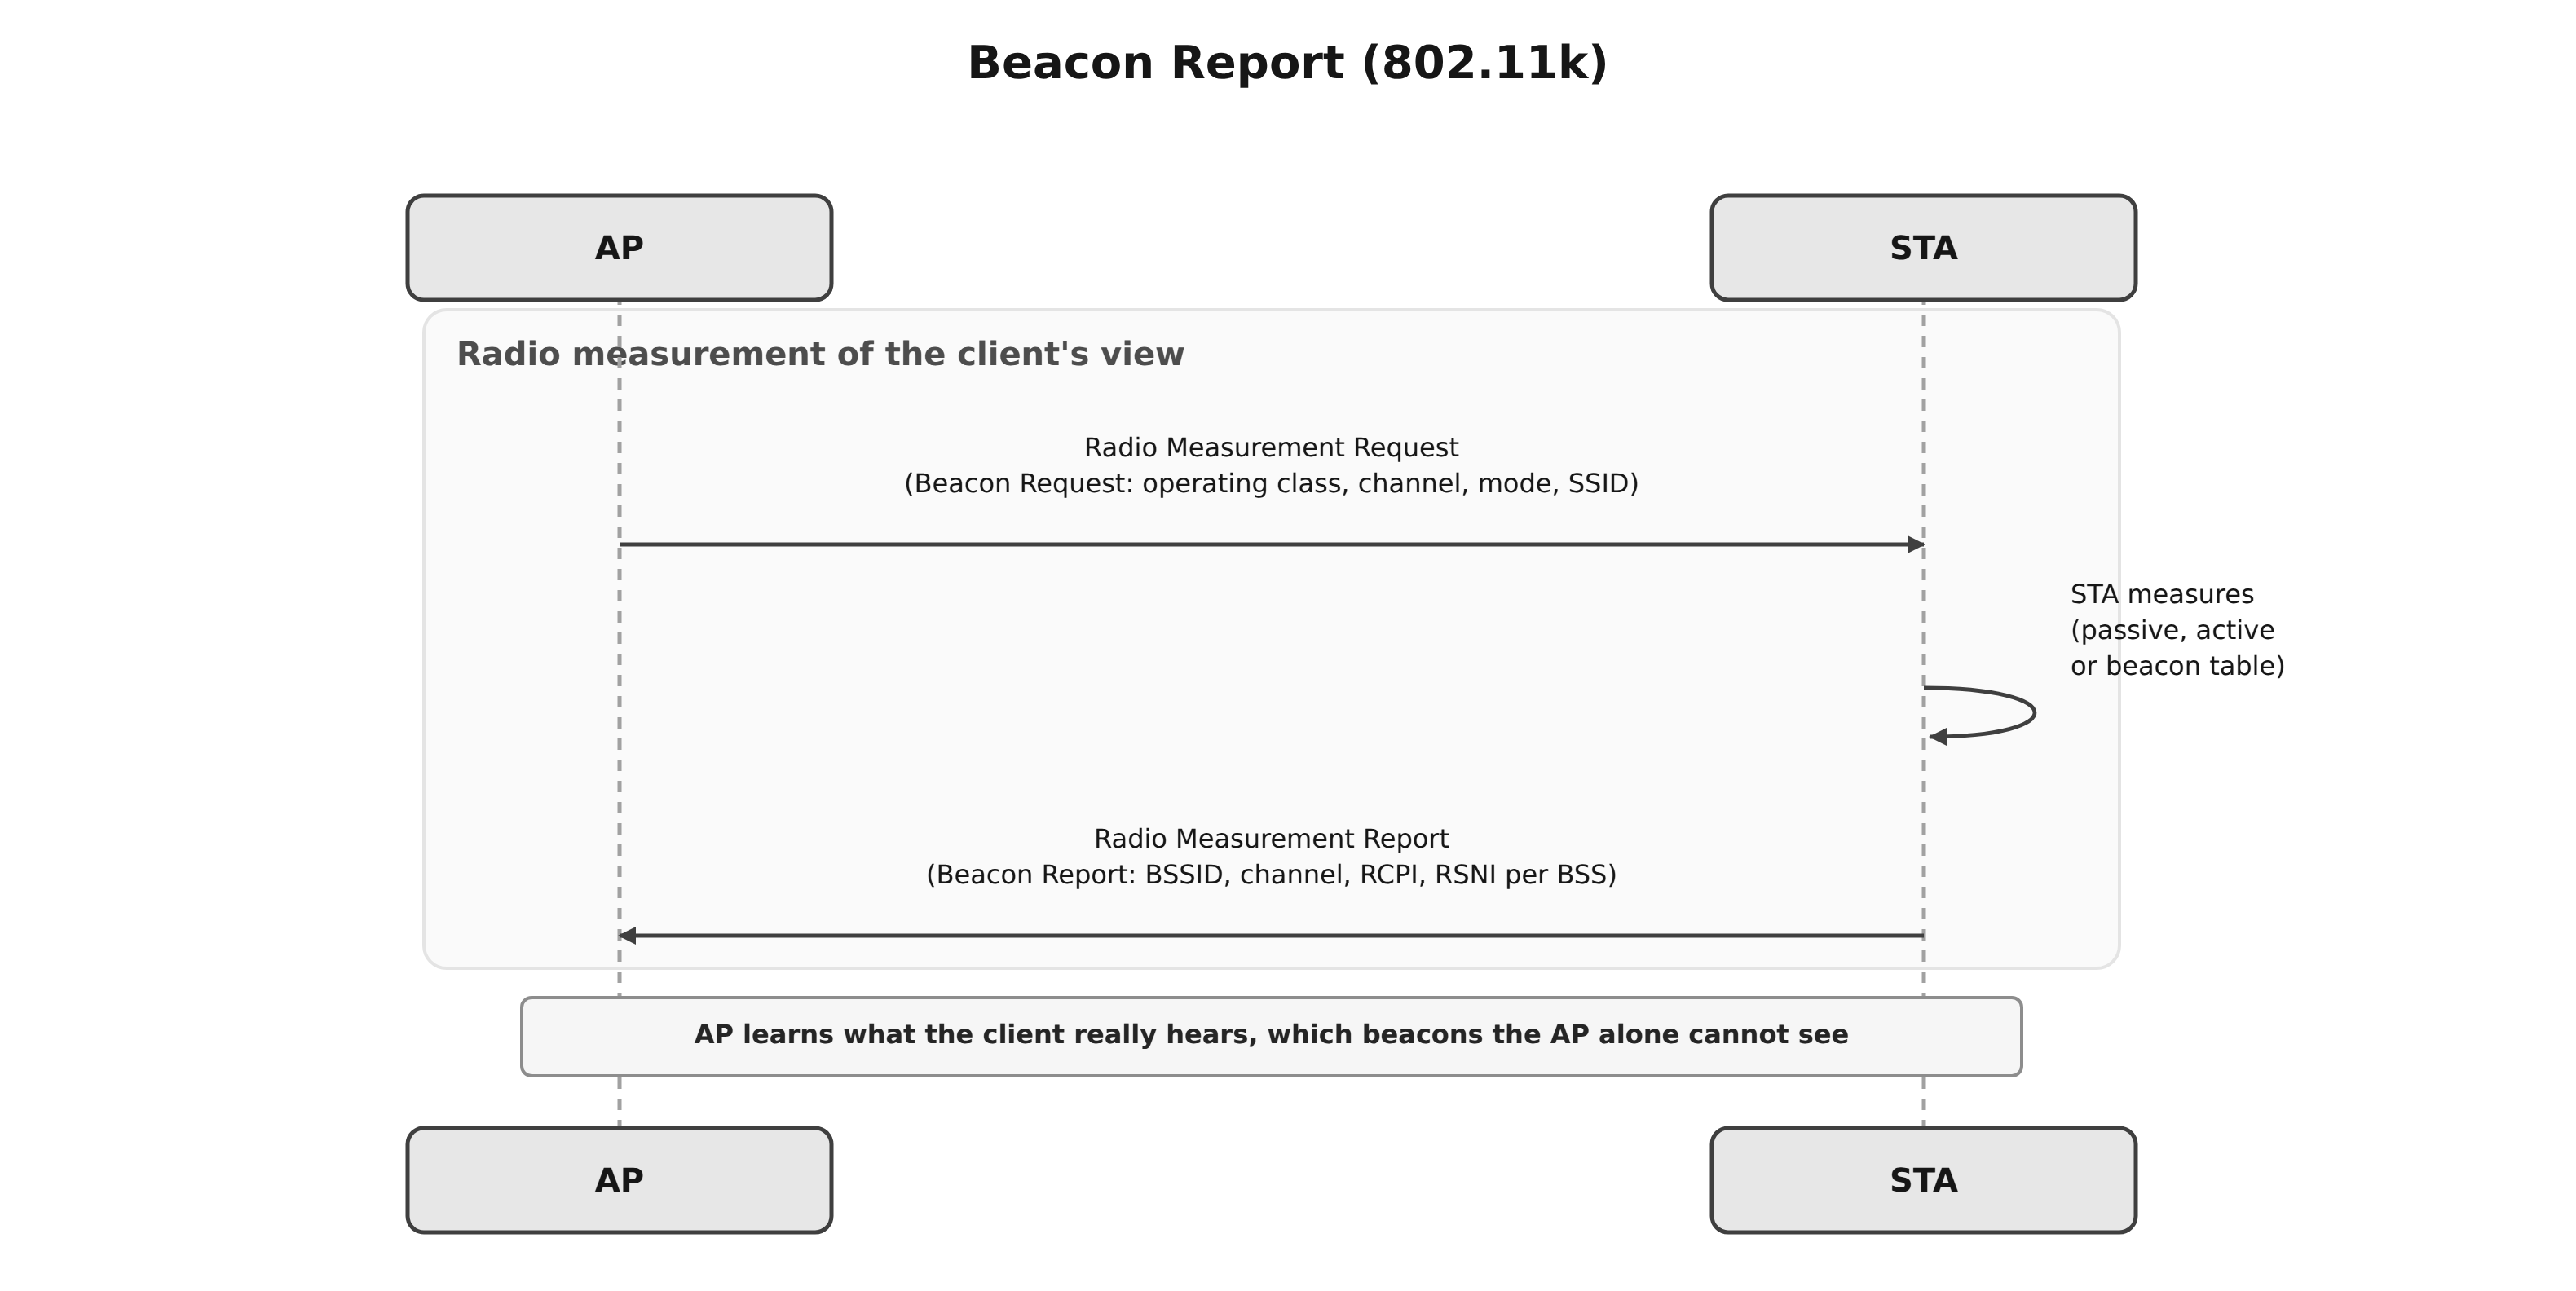 Beacon Report (802.11k)
AP
STA
Radio measurement of the client's view
Radio Measurement Request
(Beacon Request: operating class, channel, mode, SSID)
STA measures
(passive, active
or beacon table)
Radio Measurement Report
(Beacon Report: BSSID, channel, RCPI, RSNI per BSS)
AP learns what the client really hears, which beacons the AP alone cannot see
AP
STA